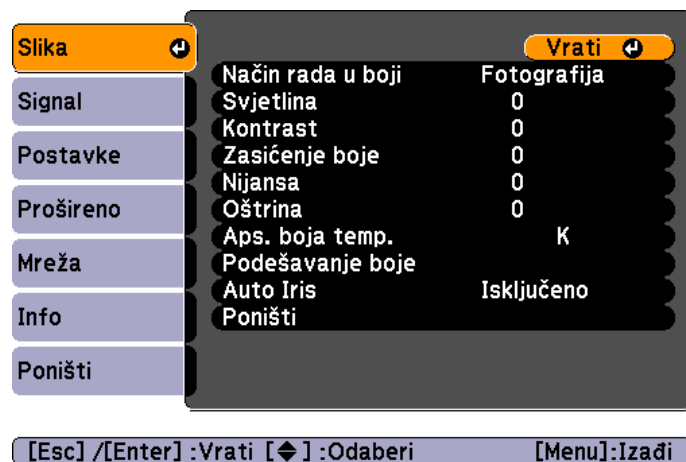 Slika
Signal
Postavke
Prošireno
Mreža
Info
Poništi
Vrati
Način rada u boji Fotografija
Svjetlina 0
Kontrast 0
Zasićenje boje 0
Nijansa 0
Oštrina 0
Aps. boja temp. K
Podešavanje boje
Auto Iris Isključeno
Poništi
[Esc] /[Enter] :Vrati [◆] :Odaberi [Menu]:Izađi